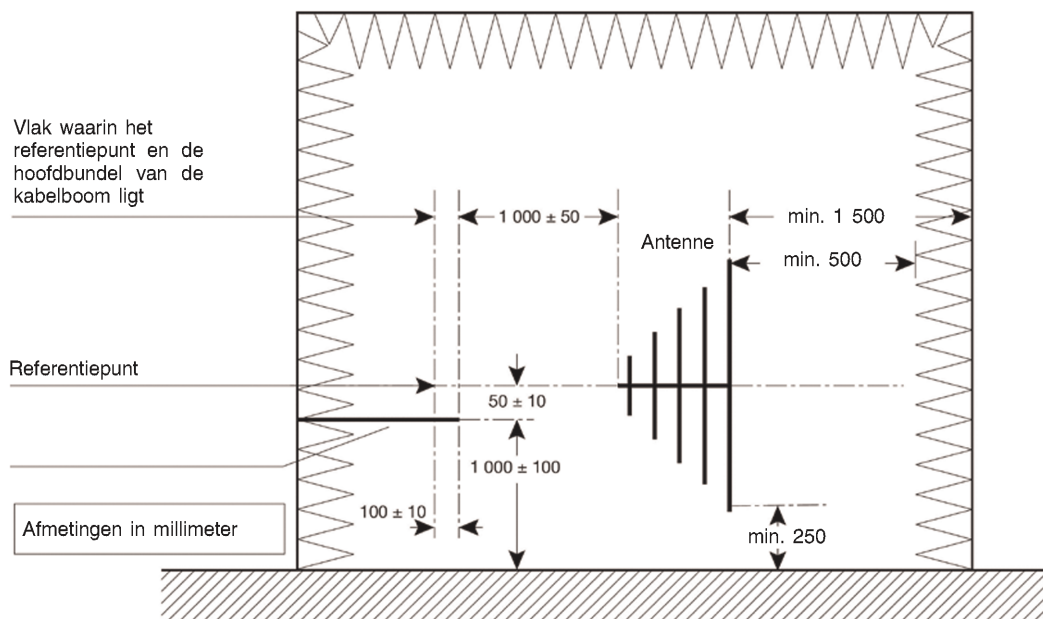 Vlak waarin het
referentiepunt en de
hoofdbundel van de
kabelboom ligt
1 000 ± 50
min. 1 500
Antenne
min. 500
Referentiepunt
50 ± 10
1 000 ± 100
100 ± 10
Afmetingen in millimeter
min. 250